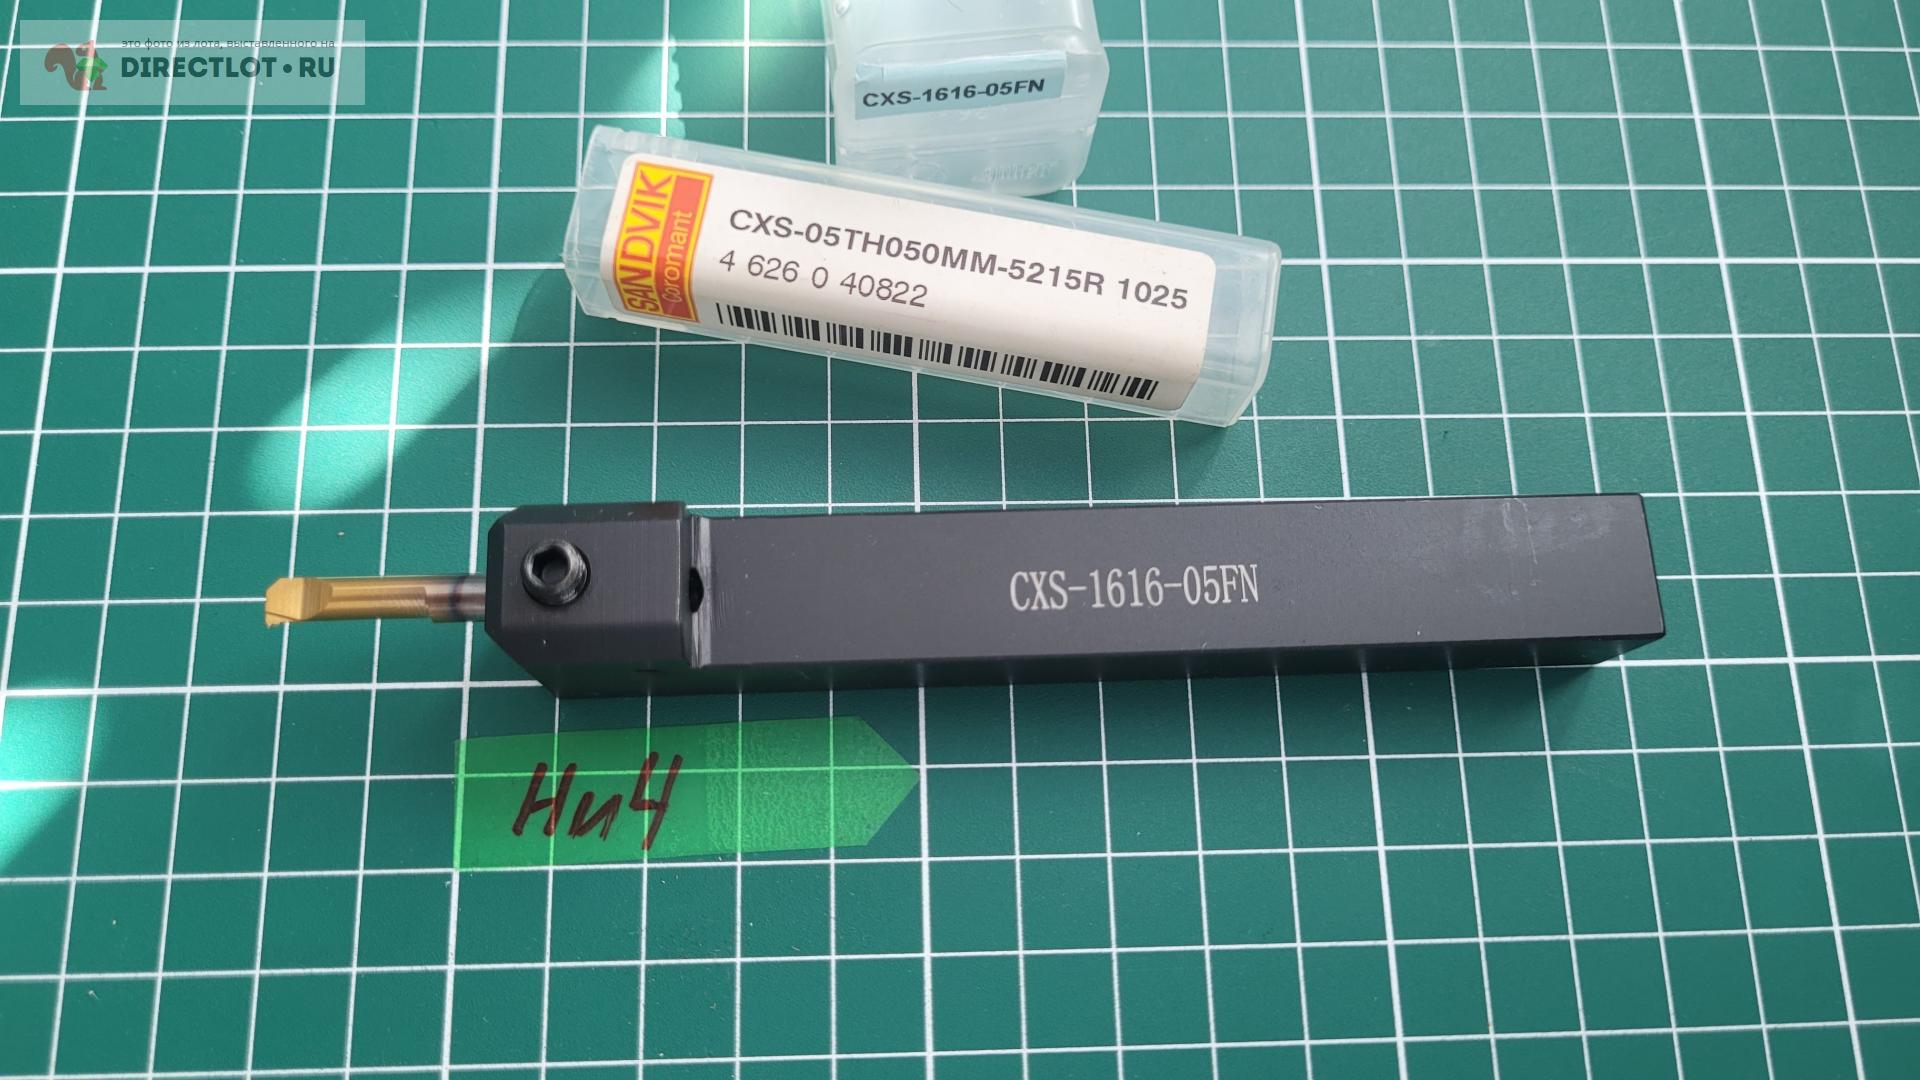 это фото из лота, выставленного на
DIRECTLOT•RU
CXS-1616-05FN
SANDVIK
Coromant
CXS-05TH050MM-5215R 1025
4 626 0 40822
CXS-1616-05FN
Ни4